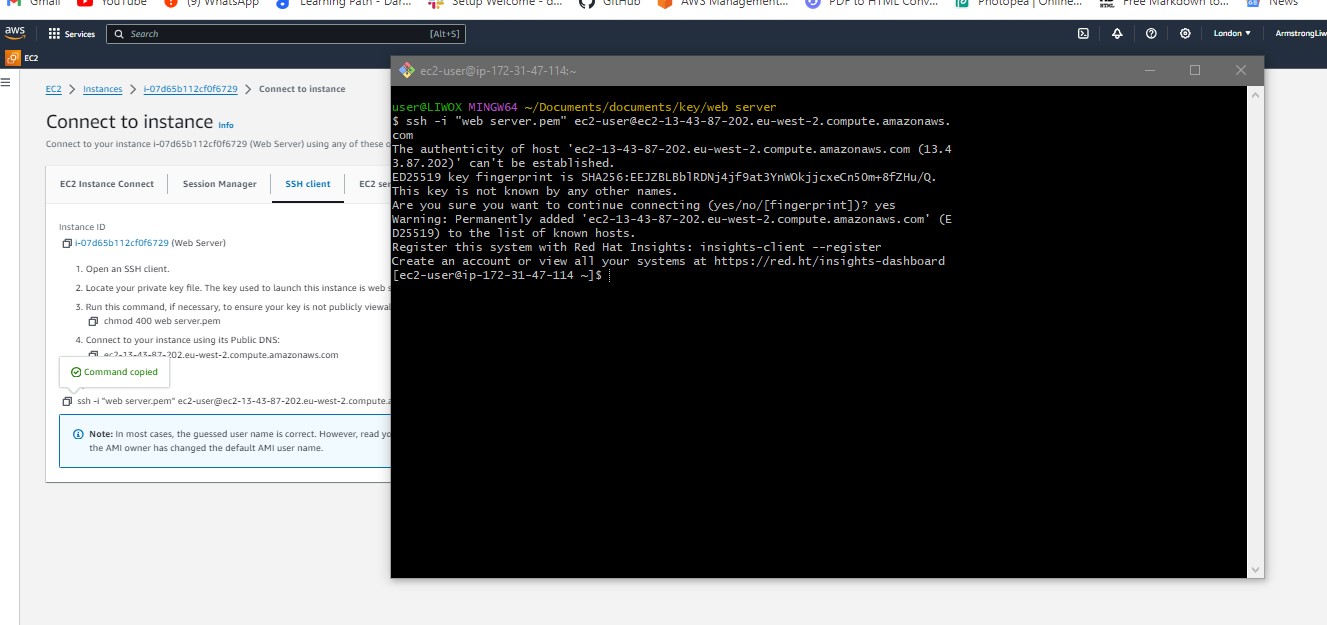 Gmail YouTube (9) WhatsApp Learning Path - Dar... Setup Welcome - d... GitHub AWS Management... PDF to HTML Conv... Photopea | Online... Free Markdown to... News
aws Services Search [Alt+S] London ArmstrongLiw
EC2
EC2 > Instances > i-07d65b112cf0f6729 > Connect to instance
Connect to instance Info
Connect to your instance i-07d65b112cf0f6729 (Web Server) using any of these o
EC2 Instance Connect Session Manager SSH client EC2 ser
Instance ID
i-07d65b112cf0f6729 (Web Server)
1. Open an SSH client.
2. Locate your private key file. The key used to launch this instance is web s
3. Run this command, if necessary, to ensure your key is not publicly viewal
chmod 400 web server.pem
4. Connect to your instance using its Public DNS:
ec2-13-43-87-202.eu-west-2.compute.amazonaws.com
Command copied
ssh -i "web server.pem" ec2-user@ec2-13-43-87-202.eu-west-2.compute.a
Note: In most cases, the guessed user name is correct. However, read yo
the AMI owner has changed the default AMI user name.
ec2-user@ip-172-31-47-114:~
user@LIWOX MINGW64 ~/Documents/documents/key/web server
$ ssh -i "web server.pem" ec2-user@ec2-13-43-87-202.eu-west-2.compute.amazonaws.
com
The authenticity of host 'ec2-13-43-87-202.eu-west-2.compute.amazonaws.com (13.4
3.87.202)' can't be established.
ED25519 key fingerprint is SHA256:EEJZBLBblRDNj4jf9at3YnWOkjjcxeCn5Om+8fZHu/Q.
This key is not known by any other names.
Are you sure you want to continue connecting (yes/no/[fingerprint])? yes
Warning: Permanently added 'ec2-13-43-87-202.eu-west-2.compute.amazonaws.com' (E
D25519) to the list of known hosts.
Register this system with Red Hat Insights: insights-client --register
Create an account or view all your systems at https://red.ht/insights-dashboard
[ec2-user@ip-172-31-47-114 ~]$